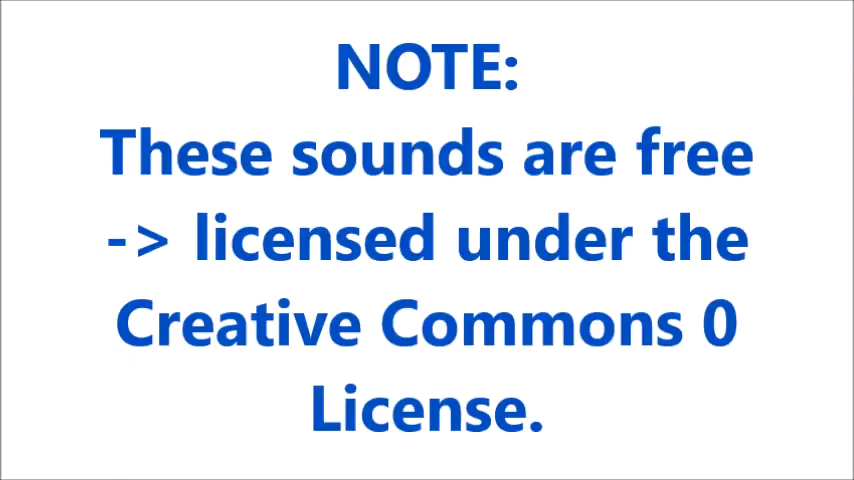 NOTE:
These sounds are free
-> licensed under the
Creative Commons 0
License.